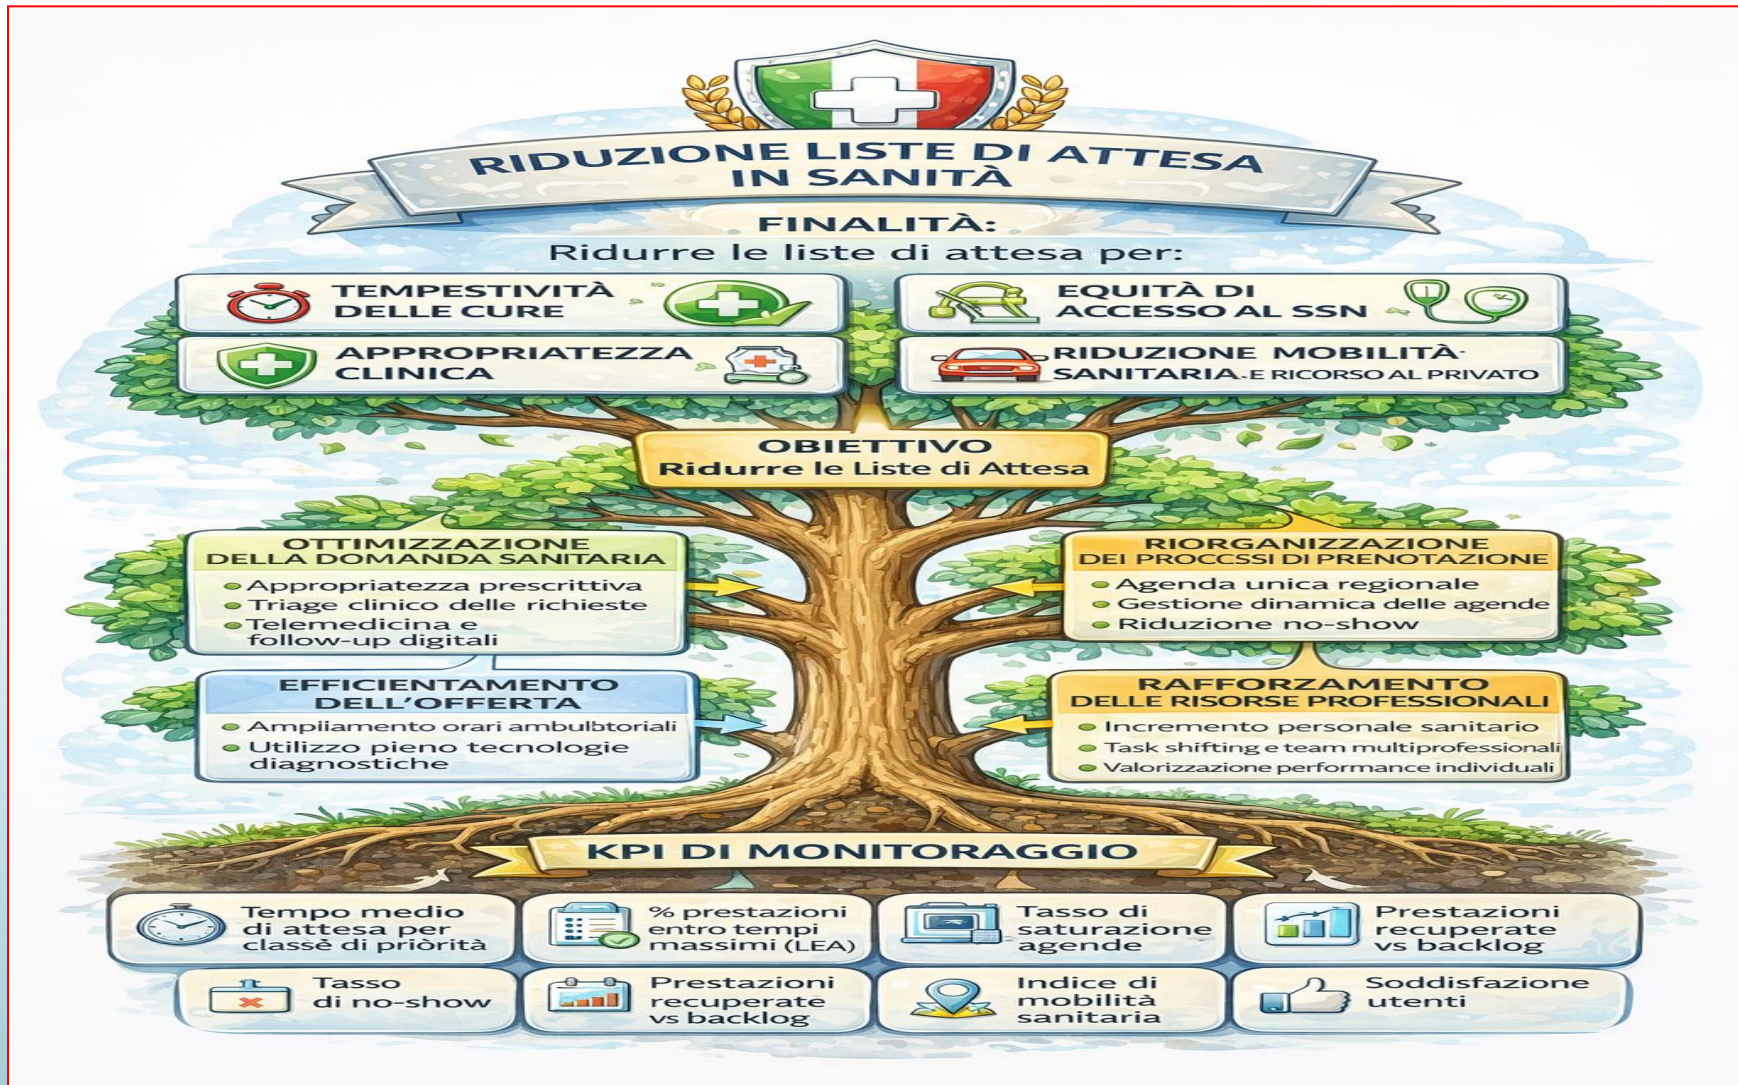 RIDUZIONE LISTE DI ATTESA
IN SANITÀ
FINALITÀ:
Ridurre le liste di attesa per:
TEMPESTIVITÀ
DELLE CURE
EQUITÀ DI
ACCESSO AL SSN
APPROPRIATEZZA
CLINICA
RIDUZIONE MOBILITÀ
SANITARIA E RICORSO AL PRIVATO
OBIETTIVO
Ridurre le Liste di Attesa
OTTIMIZZAZIONE
DELLA DOMANDA SANITARIA
Appropriatezza prescrittiva
Triage clinico delle richieste
Telemedicina e
follow-up digitali
RIORGANIZZAZIONE
DEI PROCCSSI DI PRENOTAZIONE
Agenda unica regionale
Gestione dinamica delle agende
Riduzione no-show
EFFICIENTAMENTO
DELL'OFFERTA
Ampliamento orari ambulbtoriali
Utilizzo pieno tecnologie
diagnostiche
RAFFORZAMENTO
DELLE RISORSE PROFESSIONALI
Incremento personale sanitario
Task shifting e team multiprofessionali
Valorizzazione performance individuali
KPI DI MONITORAGGIO
Tempo medio
di attesa per
classè di priòrità
% prestazioni
entro tempi
massimi (LEA)
Tasso di
saturazione
agende
Prestazioni
recuperate
vs backlog
Tasso
di no-show
Prestazioni
recuperate
vs backlog
Indice di
mobilità
sanitaria
Soddisfazione
utenti